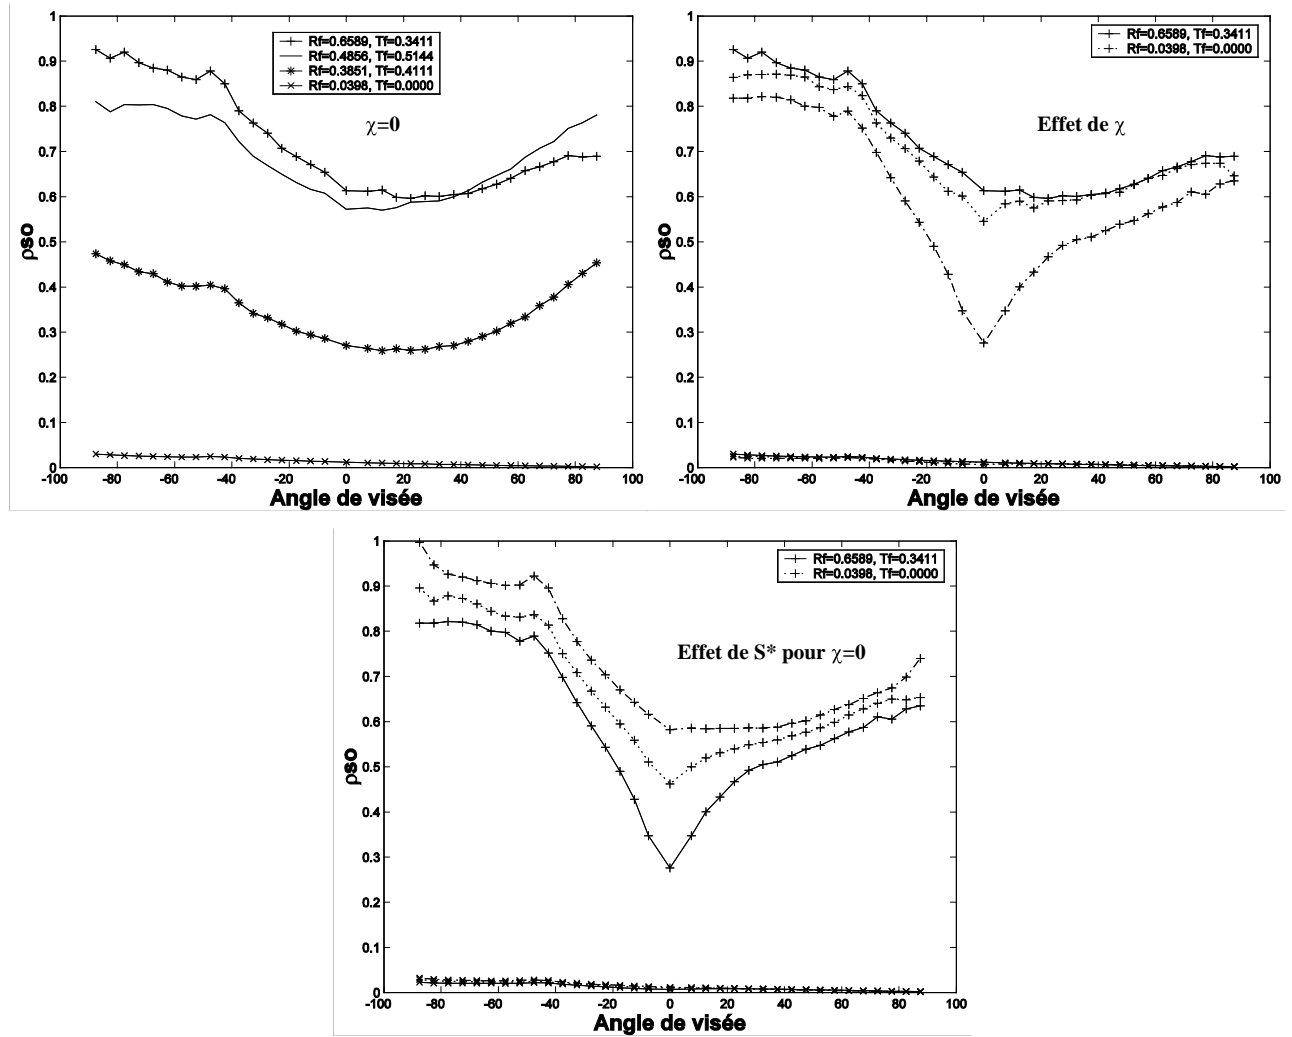 1
0.9
0.8
0.7
0.6
0.5
0.4
0.3
0.2
0.1
0
ρso
Rf=0.6589, Tf=0.3411
Rf=0.4856, Tf=0.5144
Rf=0.3851, Tf=0.4111
Rf=0.0398, Tf=0.0000
χ=0
-100 -80 -60 -40 -20 0 20 40 60 80 100
Angle de visée
1
0.9
0.8
0.7
0.6
0.5
0.4
0.3
0.2
0.1
0
ρso
Rf=0.6589, Tf=0.3411
Rf=0.0398, Tf=0.0000
Effet de χ
-100 -80 -60 -40 -20 0 20 40 60 80 100
Angle de visée
1
0.9
0.8
0.7
0.6
0.5
0.4
0.3
0.2
0.1
0
ρso
Rf=0.6589, Tf=0.3411
Rf=0.0398, Tf=0.0000
Effet de S* pour χ=0
-100 -80 -60 -40 -20 0 20 40 60 80 100
Angle de visée